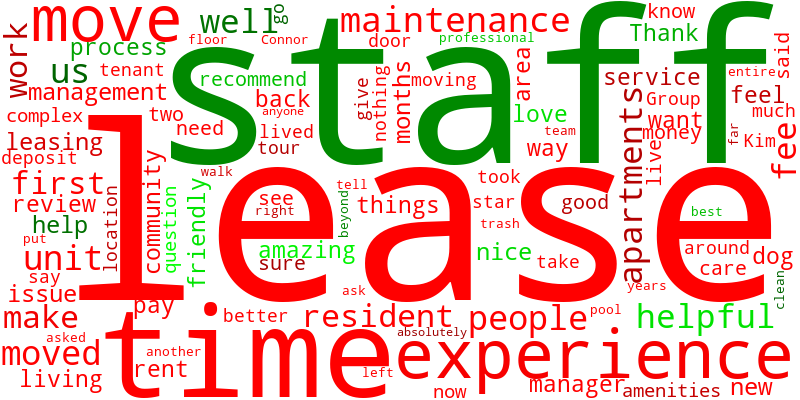 move
well
go
maintenance
know
staff
work
process
floor
Connor
door
professional
Thank
said
us
tenant
recommend
area
service
entire
management
back
give
nothing
months
moving
Group
feel
complex
two
anyone
love
apartments
want
much
leasing
need
lived
team
money
far
Kim
fee
deposit
tour
way
live
lease
first
community
walk
tell
took
review
question
friendly
see
right
beyond
things
star
good
best
help
location
trash
put
amazing
nice
around
dog
unit
sure
take
care
say
clean
issue
pay
ask
years
make
better
resident
people
pool
helpful
time
asked
absolutely
moved
another
experience
living
rent
left
now
manager
amenities
new